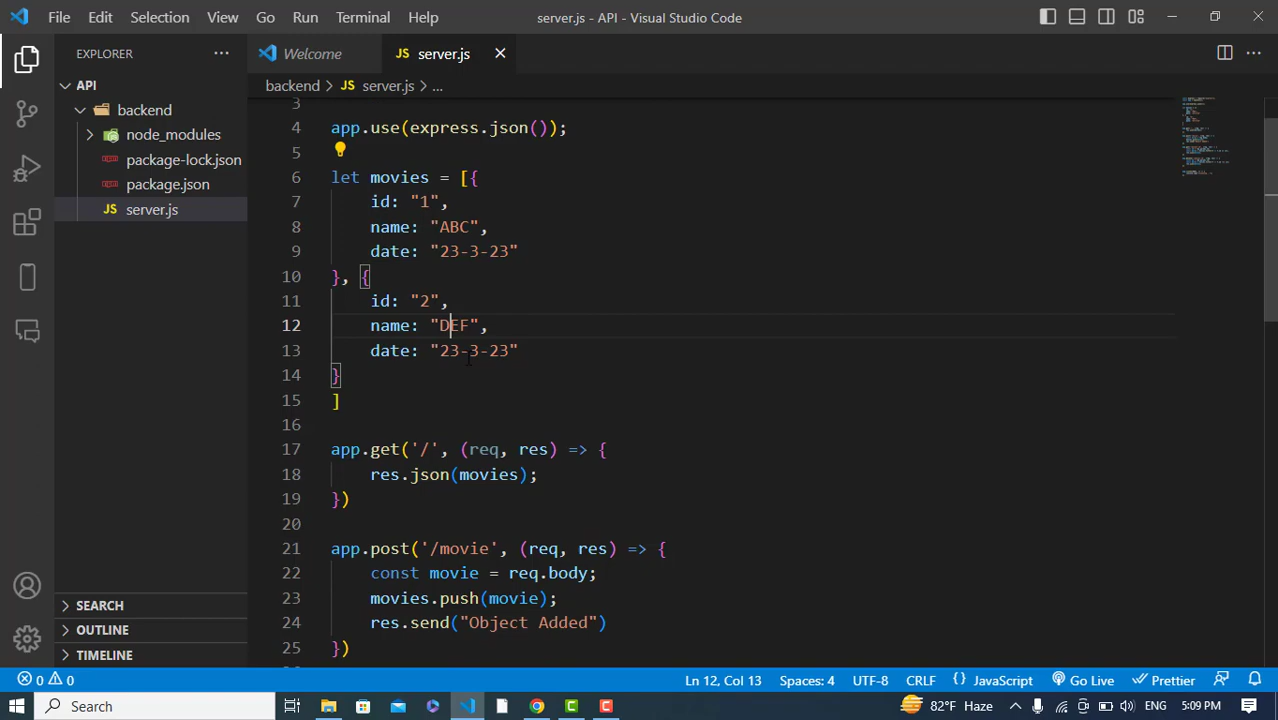 File Edit Selection View Go Run Terminal Help server.js - API - Visual Studio Code
EXPLORER
Welcome
JS server.js
API
backend > JS server.js > ...
backend
node_modules
package-lock.json
package.json
JS server.js
3
4 app.use(express.json());
5
6 let movies = [{
7 id: "1",
8 name: "ABC",
9 date: "23-3-23"
10 }, {
11 id: "2",
12 name: "DEF",
13 date: "23-3-23"
14 }
15 ]
16
17 app.get('/', (req, res) => {
18 res.json(movies);
19 })
20
21 app.post('/movie', (req, res) => {
22 const movie = req.body;
23 movies.push(movie);
24 res.send("Object Added")
25 })
SEARCH
OUTLINE
TIMELINE
0 0 Ln 12, Col 13 Spaces: 4 UTF-8 CRLF {} JavaScript Go Live Prettier
Search 82°F Haze ENG 5:09 PM